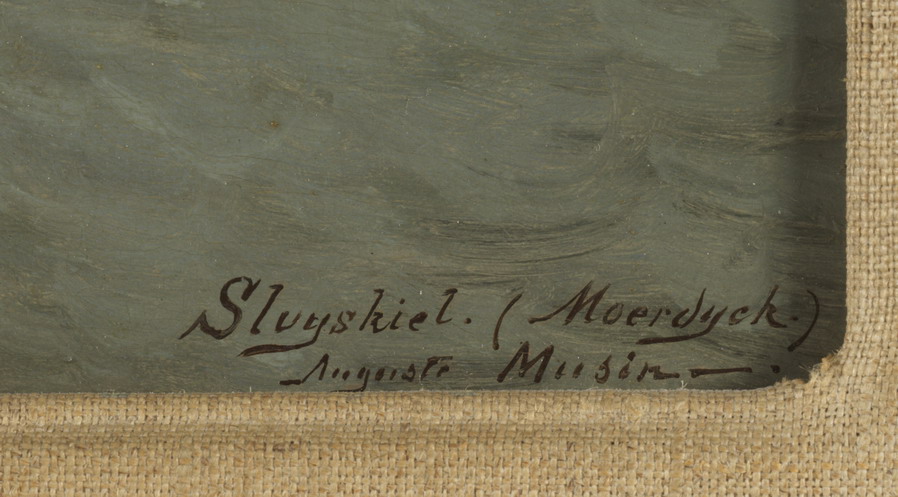 Sluyskiel. (Moerdyck.)
Auguste Musin —.